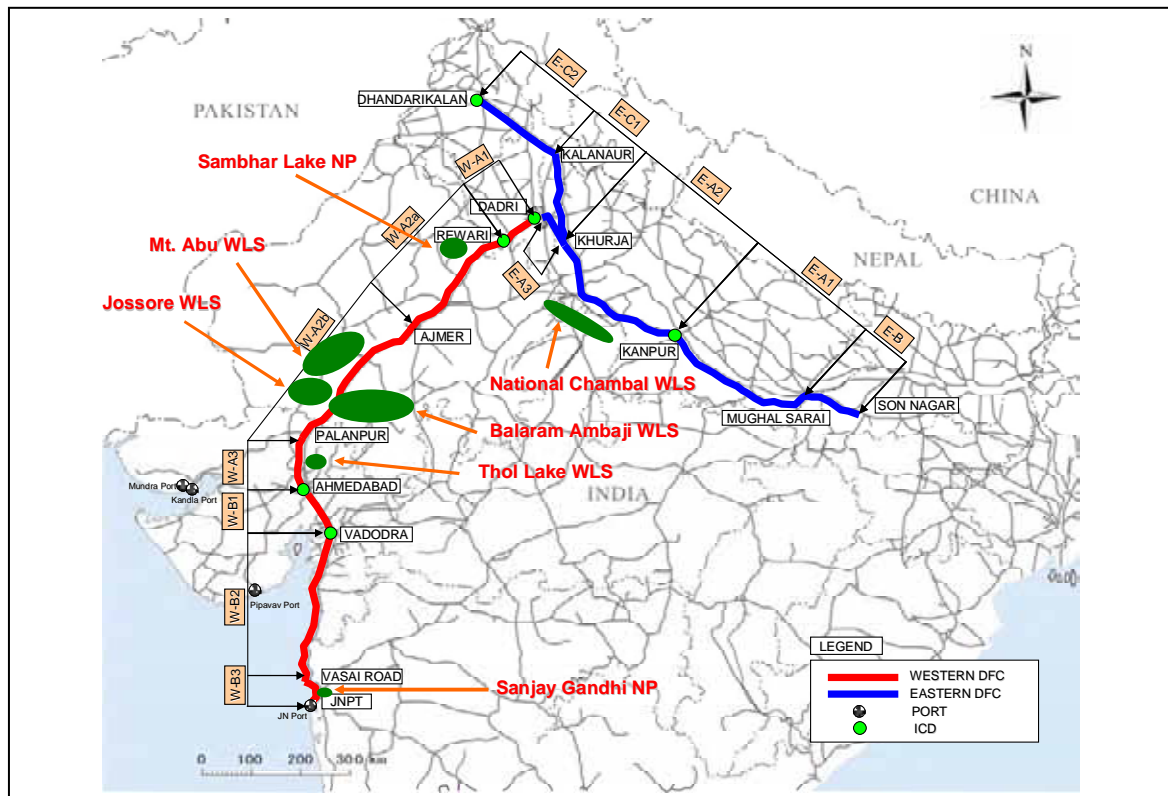 N
PAKISTAN
CHINA
NEPAL
INDIA
E-C2
DHANDARIKALAN
E-C1
KALANAUR
Sambhar Lake NP
W-A1
E-A2
DADRI
REWARI
KHURJA
W-A2a
Mt. Abu WLS
E-A3
E-A1
Jossore WLS
W-A2b
AJMER
E-B
KANPUR
National Chambal WLS
MUGHAL SARAI
SON NAGAR
Balaram Ambaji WLS
PALANPUR
W-A3
Thol Lake WLS
Mundra Port
Kandla Port
AHMEDABAD
W-B1
VADODRA
W-B2
Pipavav Port
W-B3
VASAI ROAD
Sanjay Gandhi NP
JNPT
JN Port
LEGEND
WESTERN DFC
EASTERN DFC
PORT
ICD
0 100 200 300 km